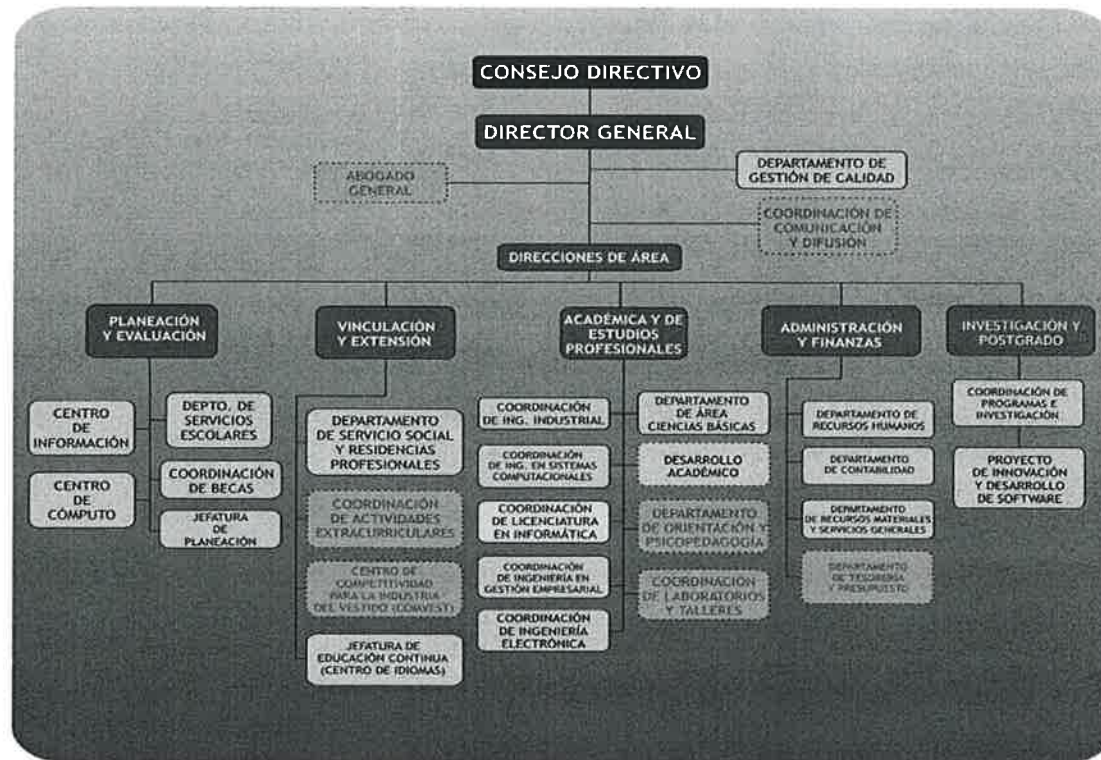 CONSEJO DIRECTIVO
DIRECTOR GENERAL
ABOGADO
GENERAL
DEPARTAMENTO DE
GESTIÓN DE CALIDAD
COORDINACIÓN DE
COMUNICACIÓN
Y DIFUSIÓN
DIRECCIONES DE ÁREA
PLANEACIÓN
Y EVALUACIÓN
VINCULACIÓN
Y EXTENSIÓN
ACADÉMICA Y DE
ESTUDIOS
PROFESIONALES
ADMINISTRACIÓN
Y FINANZAS
INVESTIGACIÓN Y
POSTGRADO
CENTRO
DE
INFORMACIÓN
CENTRO
DE
CÓMPUTO
DEPTO. DE
SERVICIOS
ESCOLARES
COORDINACIÓN
DE BECAS
JEFATURA
DE
PLANEACIÓN
DEPARTAMENTO
DE SERVICIO SOCIAL
Y RESIDENCIAS
PROFESIONALES
COORDINACIÓN
DE ACTIVIDADES
EXTRACURRICULARES
CENTRO DE
COMPETITIVIDAD
PARA LA INDUSTRIA
DEL VESTIDO (COMVEST)
JEFATURA DE
EDUCACIÓN CONTINUA
(CENTRO DE IDIOMAS)
COORDINACIÓN
DE ING. INDUSTRIAL
COORDINACIÓN
DE ING. EN SISTEMAS
COMPUTACIONALES
COORDINACIÓN
DE LICENCIATURA
EN INFORMÁTICA
COORDINACIÓN
DE INGENIERÍA EN
GESTIÓN EMPRESARIAL
COORDINACIÓN
DE INGENIERÍA
ELECTRÓNICA
DEPARTAMENTO
DE ÁREA
CIENCIAS BÁSICAS
DESARROLLO
ACADÉMICO
DEPARTAMENTO
DE ORIENTACIÓN Y
PSICOPEDAGOGÍA
COORDINACIÓN
DE LABORATORIOS
Y TALLERES
DEPARTAMENTO DE
RECURSOS HUMANOS
DEPARTAMENTO
DE CONTABILIDAD
DEPARTAMENTO
DE RECURSOS MATERIALES
Y SERVICIOS GENERALES
DEPARTAMENTO
DE TESORERÍA
Y PRESUPUESTO
COORDINACIÓN DE
PROGRAMAS E
INVESTIGACIÓN
PROYECTO
DE INNOVACIÓN
Y DESARROLLO
DE SOFTWARE